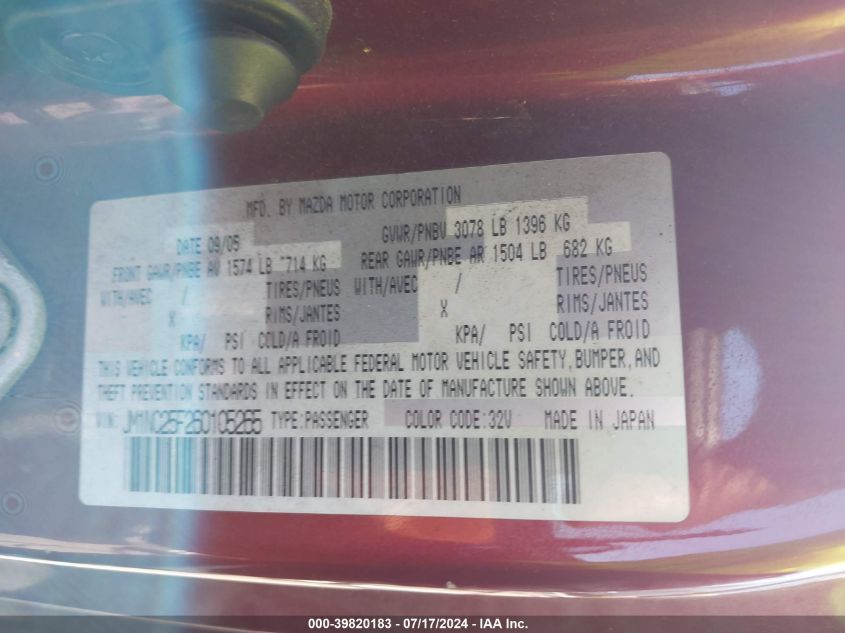 MFD. BY MAZDA MOTOR CORPORATION
DATE 09/05 GVWR/PNBV 3078 LB 1396 KG
FRONT GAWR/PNBE AV 1574 LB 714 KG REAR GAWR/PNBE AR 1504 LB 682 KG
WITH/AVEC / TIRES/PNEUS WITH/AVEC / TIRES/PNEUS
X RIMS/JANTES X RIMS/JANTES
KPA/ PSI COLD/A FROID KPA/ PSI COLD/A FROID
THIS VEHICLE CONFORMS TO ALL APPLICABLE FEDERAL MOTOR VEHICLE SAFETY, BUMPER, AND
THEFT PREVENTION STANDARDS IN EFFECT ON THE DATE OF MANUFACTURE SHOWN ABOVE.
VIN: TYPE:PASSENGER COLOR CODE:32V MADE IN JAPAN
000-39820183 - 07/17/2024 - IAA Inc.